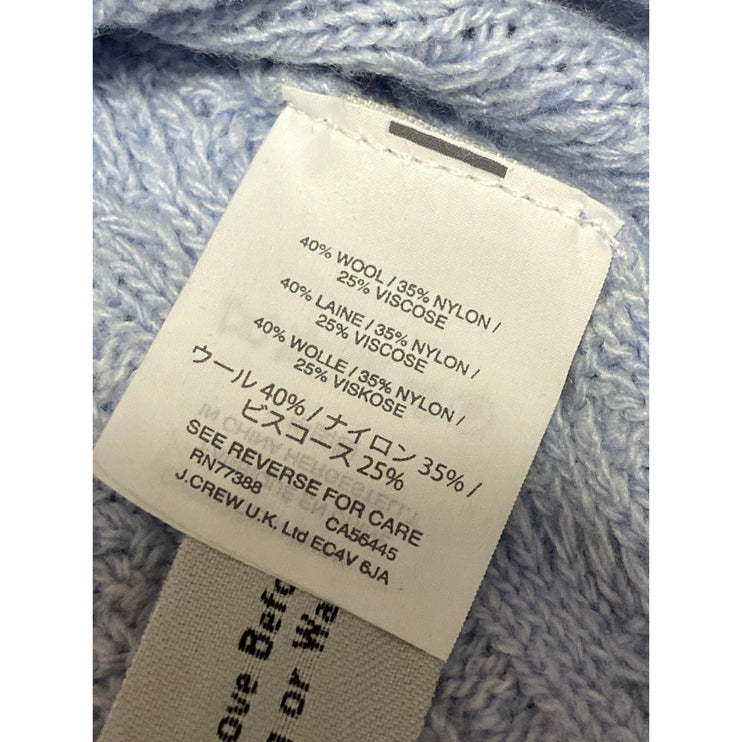 40% WOOL / 35% NYLON /
25% VISCOSE
40% LAINE / 35% NYLON /
25% VISCOSE
40% WOLLE / 35% NYLON /
25% VISKOSE
ウール 40% / ナイロン 35% /
ビスコース 25%
SEE REVERSE FOR CARE
RN77388 CA56445
J.CREW U.K. Ltd EC4V 6JA
or